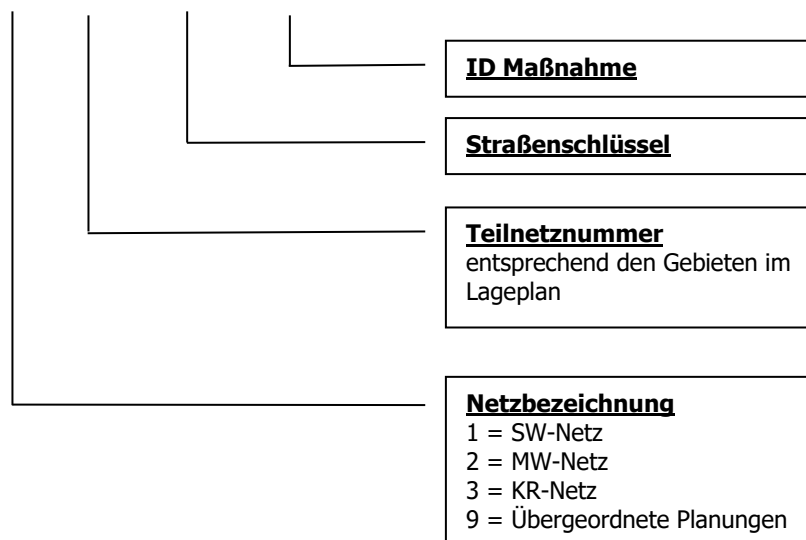 ID Maßnahme
Straßenschlüssel
Teilnetznummer
entsprechend den Gebieten im
Lageplan
Netzbezeichnung
1 = SW-Netz
2 = MW-Netz
3 = KR-Netz
9 = Übergeordnete Planungen